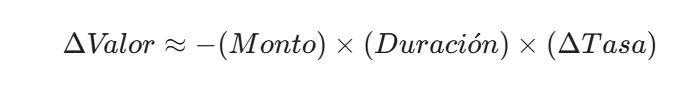 ΔValor ≈ −(Monto) × (Duración) × (ΔTasa)